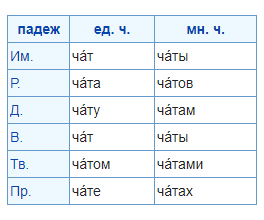 падеж ед. ч. мн. ч.
Им. ча́т ча́ты
Р. ча́та ча́тов
Д. ча́ту ча́там
В. ча́т ча́ты
Тв. ча́том ча́тами
Пр. ча́те ча́тах